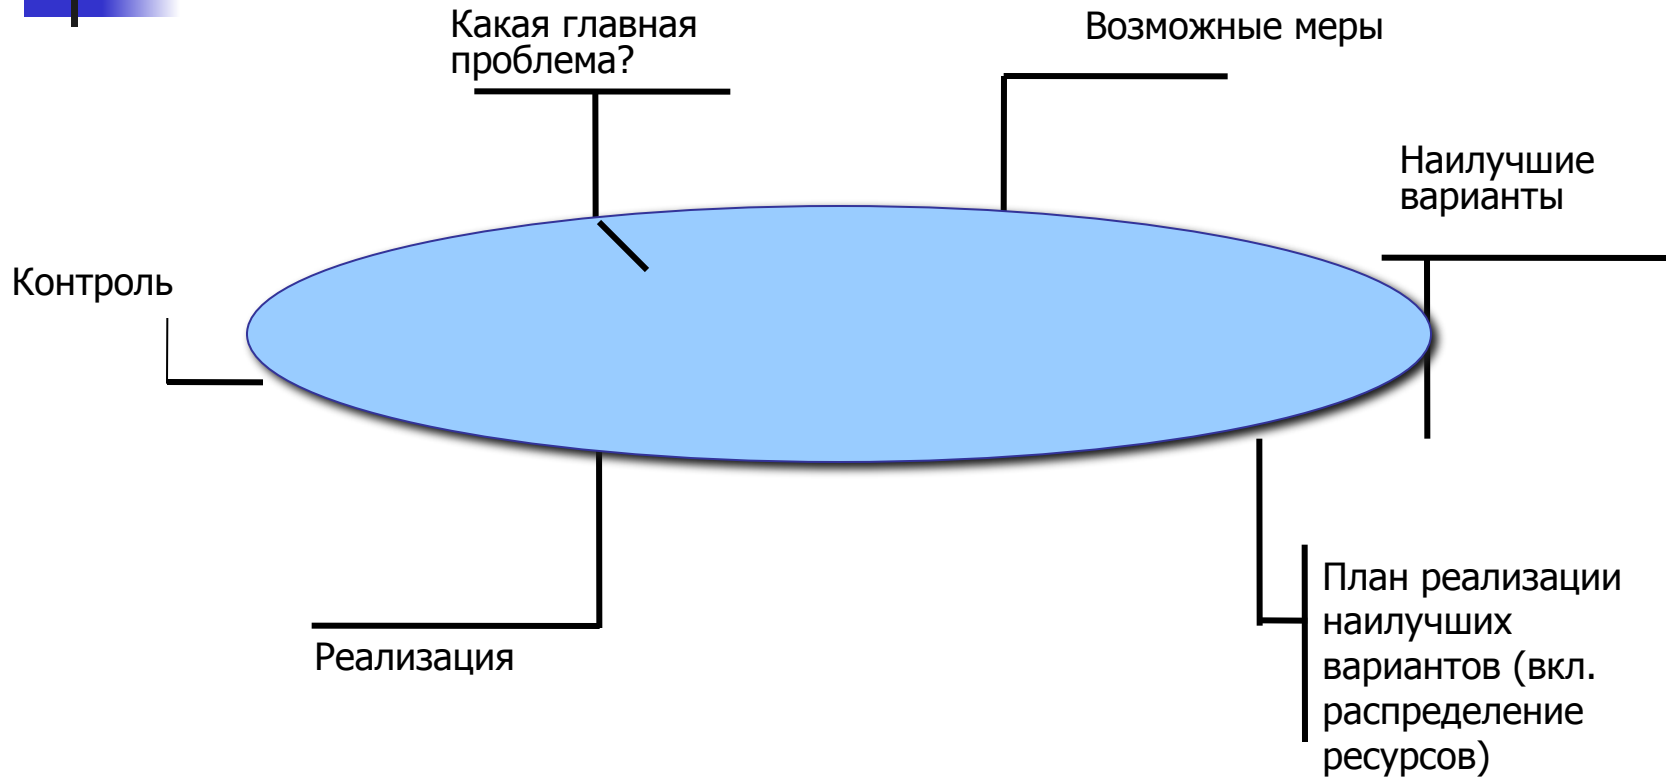 Какая главная
проблема?
Возможные меры
Наилучшие
варианты
Контроль
План реализации
наилучших
вариантов (вкл.
распределение
ресурсов)
Реализация